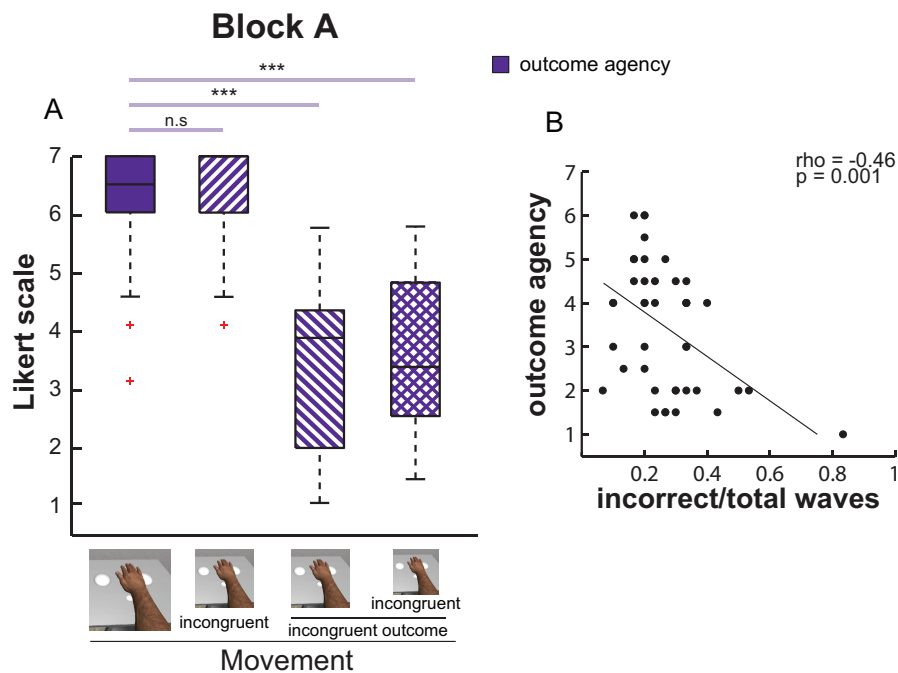 Block A
outcome agency
***
***
n.s
A
Likert scale
7
6
5
4
3
2
1
incongruent
incongruent
incongruent outcome
Movement
B
rho = -0.46
p = 0.001
outcome agency
7
6
5
4
3
2
1
0.2 0.4 0.6 0.8 1
incorrect/total waves